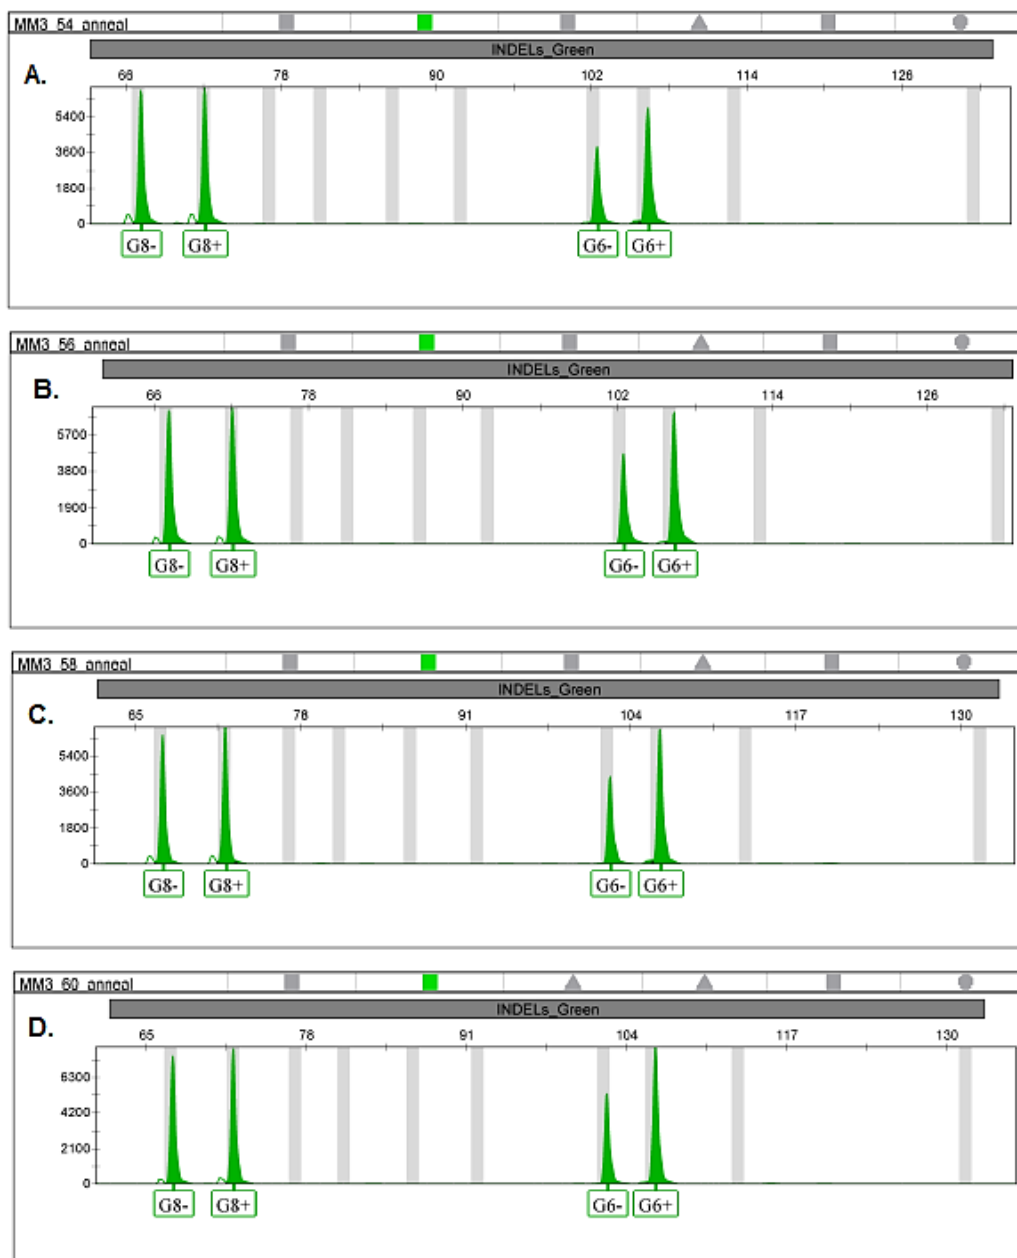 MM3_54_anneal
INDELs_Green
A.
66 78 90 102 114 126
5400
3600
1800
0
G8- G8+ G6- G6+
MM3_56_anneal
INDELs_Green
B.
66 78 90 102 114 126
5700
3800
1900
0
G8- G8+ G6- G6+
MM3_58_anneal
INDELs_Green
C.
65 78 91 104 117 130
5400
3600
1800
0
G8- G8+ G6- G6+
MM3_60_anneal
INDELs_Green
D.
65 78 91 104 117 130
6300
4200
2100
0
G8- G8+ G6- G6+